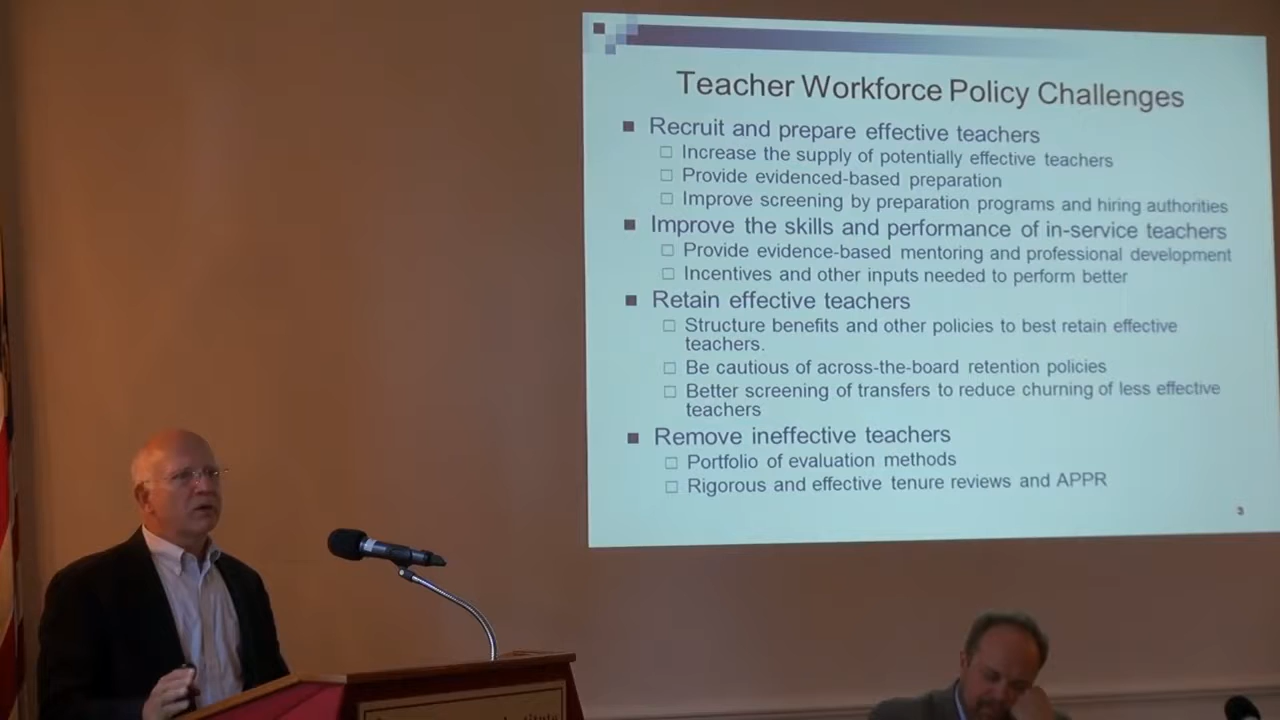 Teacher Workforce Policy Challenges
Recruit and prepare effective teachers
Increase the supply of potentially effective teachers
Provide evidenced-based preparation
Improve screening by preparation programs and hiring authorities
Improve the skills and performance of in-service teachers
Provide evidence-based mentoring and professional development
Incentives and other inputs needed to perform better
Retain effective teachers
Structure benefits and other policies to best retain effective
teachers.
Be cautious of across-the-board retention policies
Better screening of transfers to reduce churning of less effective
teachers
Remove ineffective teachers
Portfolio of evaluation methods
Rigorous and effective tenure reviews and APPR
3